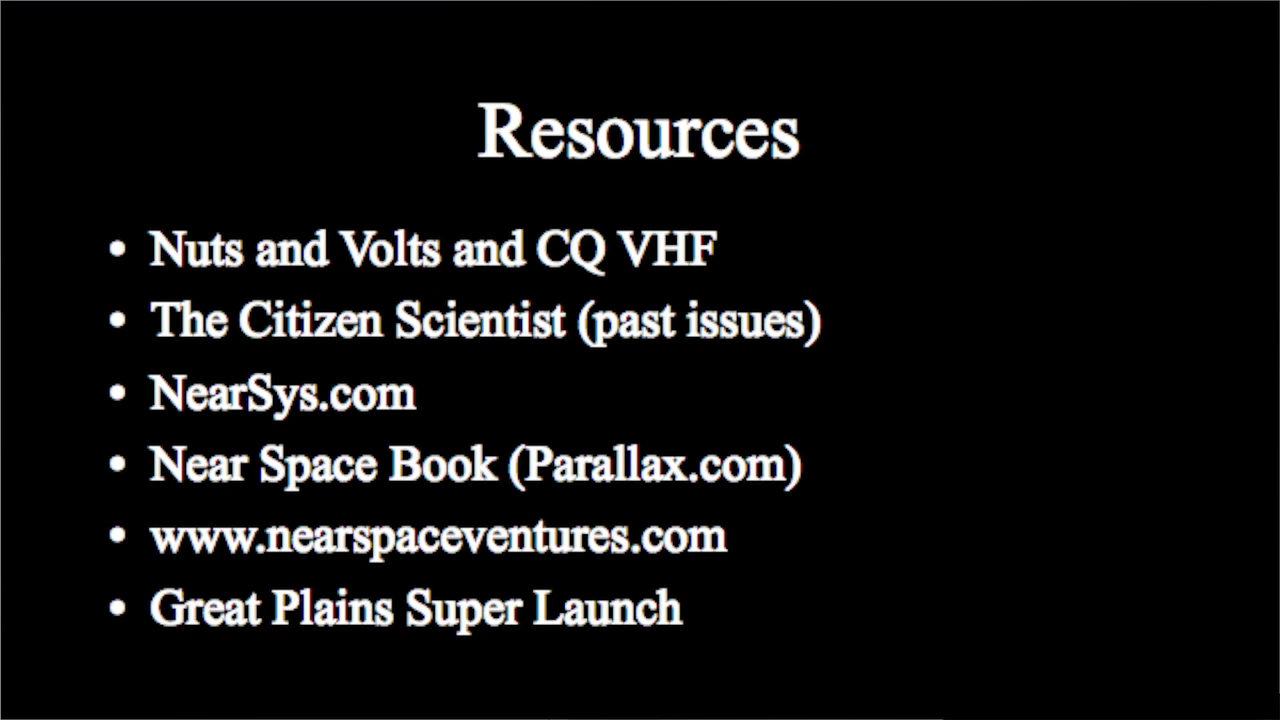 Resources
• Nuts and Volts and CQ VHF
• The Citizen Scientist (past issues)
• NearSys.com
• Near Space Book (Parallax.com)
• www.nearspaceventures.com
• Great Plains Super Launch